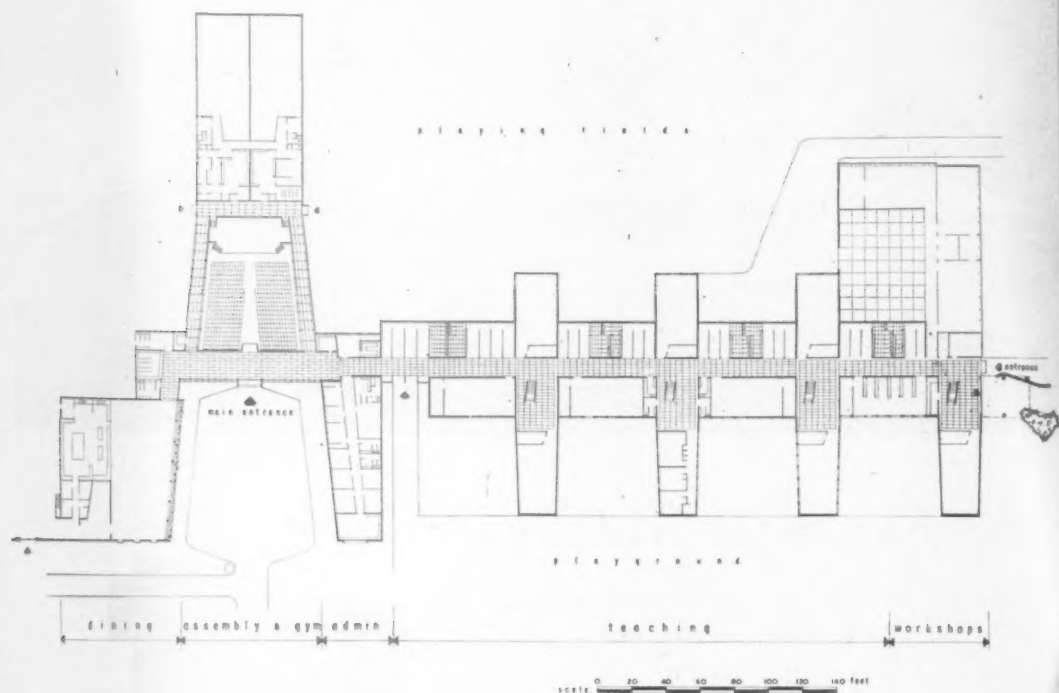 playing fields
main entrance
entrance
playground
dining assembly & gym admin teaching workshops
scale 0 20 40 60 80 100 120 140 feet